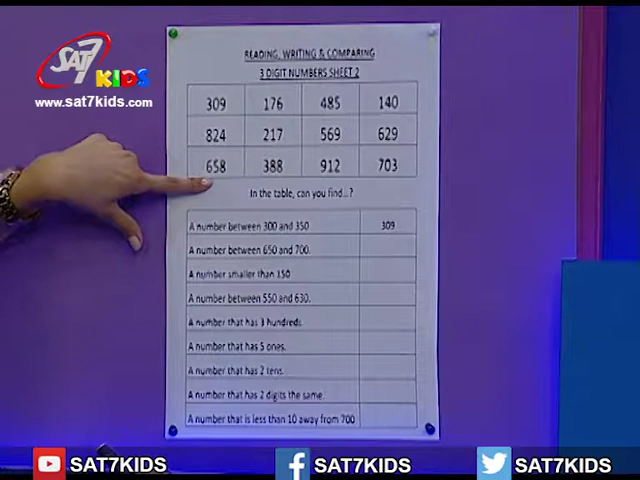 SAT7
KIDS
www.sat7kids.com
READING, WRITING & COMPARING
3 DIGIT NUMBERS SHEET 2
309 176 485 140
824 217 569 629
658 388 912 703
In the table, can you find...?
A number between 300 and 350 309
A number between 650 and 700.
A number smaller than 150
A number between 550 and 630.
A number that has 3 hundreds.
A number that has 5 ones.
A number that has 2 tens.
A number that has 2 digits the same.
A number that is less than 10 away from 700
SAT7KIDS SAT7KIDS SAT7KIDS